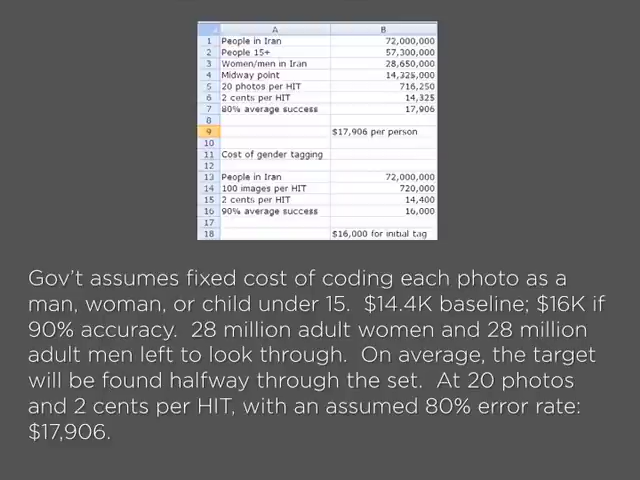 A B
1 People in Iran 72,000,000
2 People 15+ 57,300,000
3 Women/men in Iran 28,650,000
4 Midway point 14,325,000
5 20 photos per HIT 716,250
6 2 cents per HIT 14,325
7 80% average success 17,906
8
9 $17,906 per person
10
11 Cost of gender tagging
12
13 People in Iran 72,000,000
14 100 images per HIT 720,000
15 2 cents per HIT 14,400
16 90% average success 16,000
17
18 $16,000 for initial tag
Gov't assumes fixed cost of coding each photo as a
man, woman, or child under 15. $14.4K baseline; $16K if
90% accuracy. 28 million adult women and 28 million
adult men left to look through. On average, the target
will be found halfway through the set. At 20 photos
and 2 cents per HIT, with an assumed 80% error rate:
$17,906.